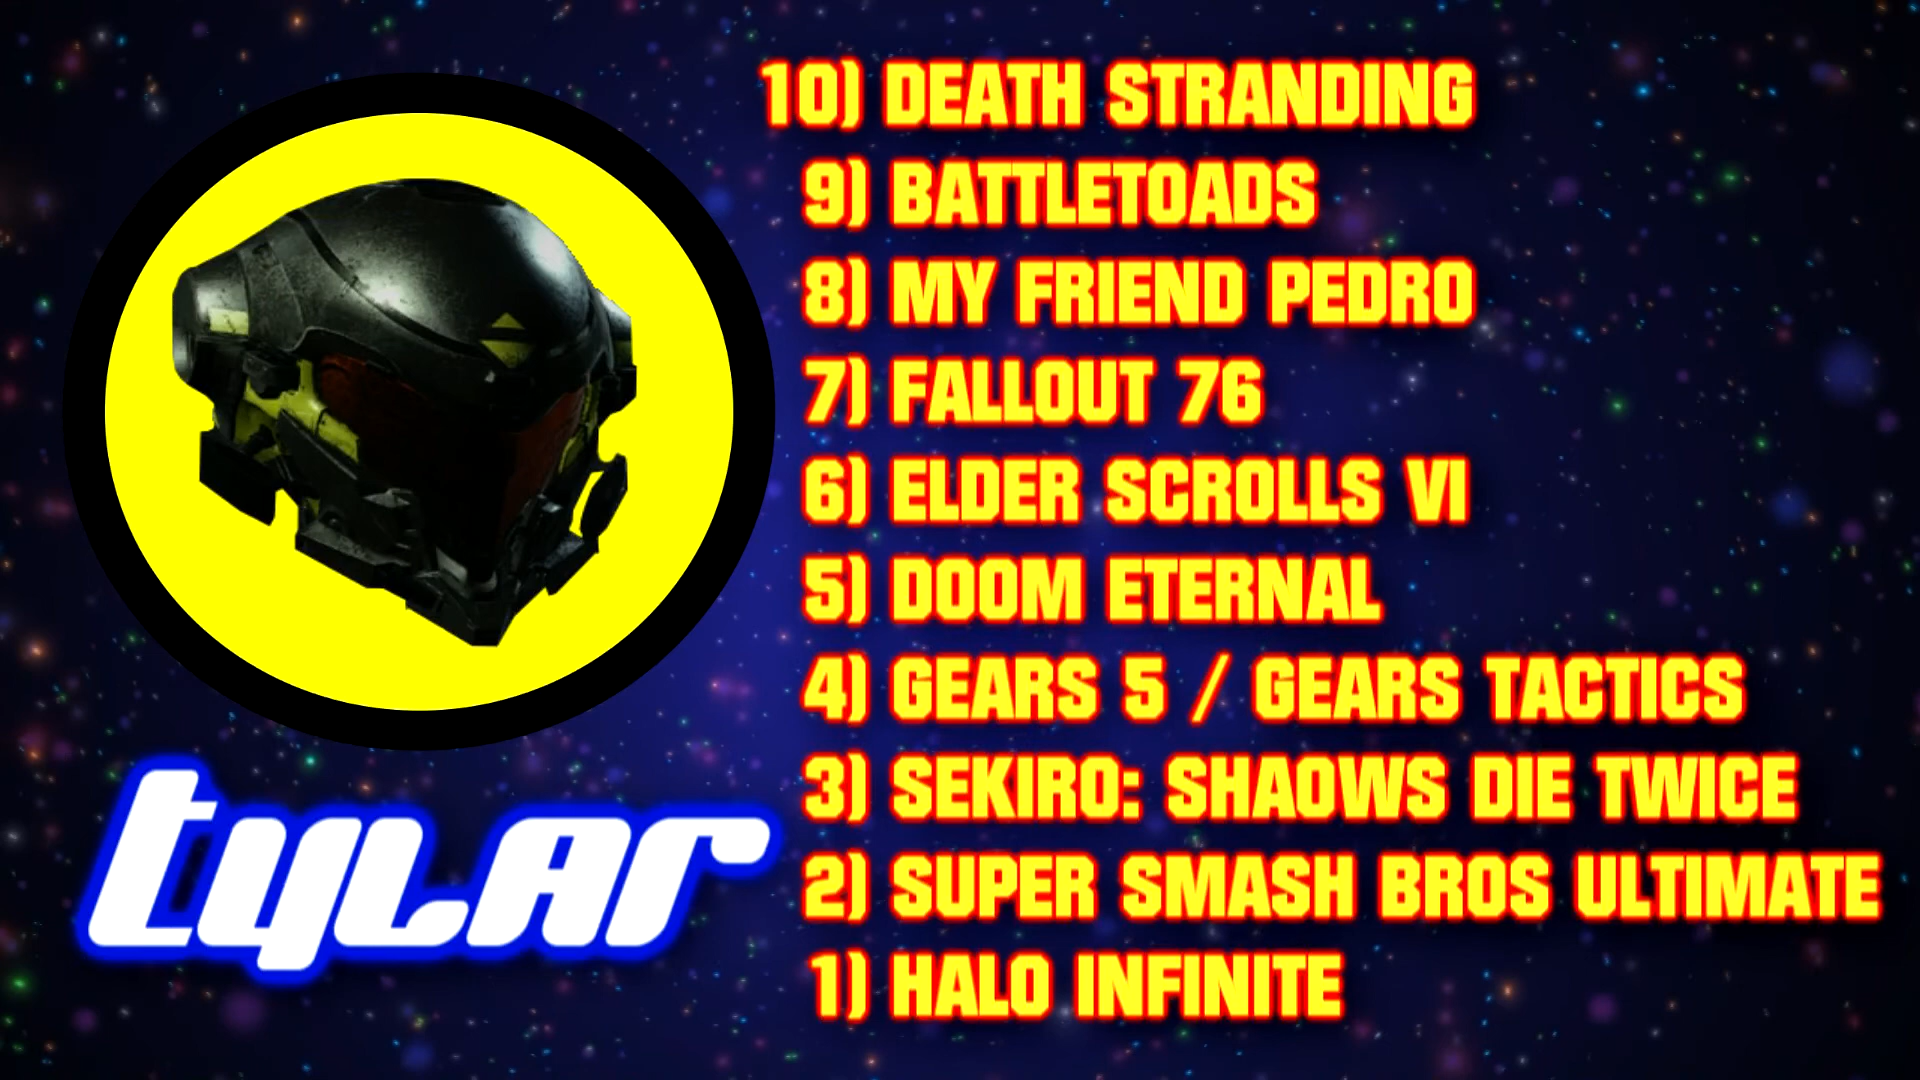 10) DEATH STRANDING
9) BATTLETOADS
8) MY FRIEND PEDRO
7) FALLOUT 76
6) ELDER SCROLLS VI
5) DOOM ETERNAL
4) GEARS 5 / GEARS TACTICS
3) SEKIRO: SHAOWS DIE TWICE
2) SUPER SMASH BROS ULTIMATE
1) HALO INFINITE
tylar